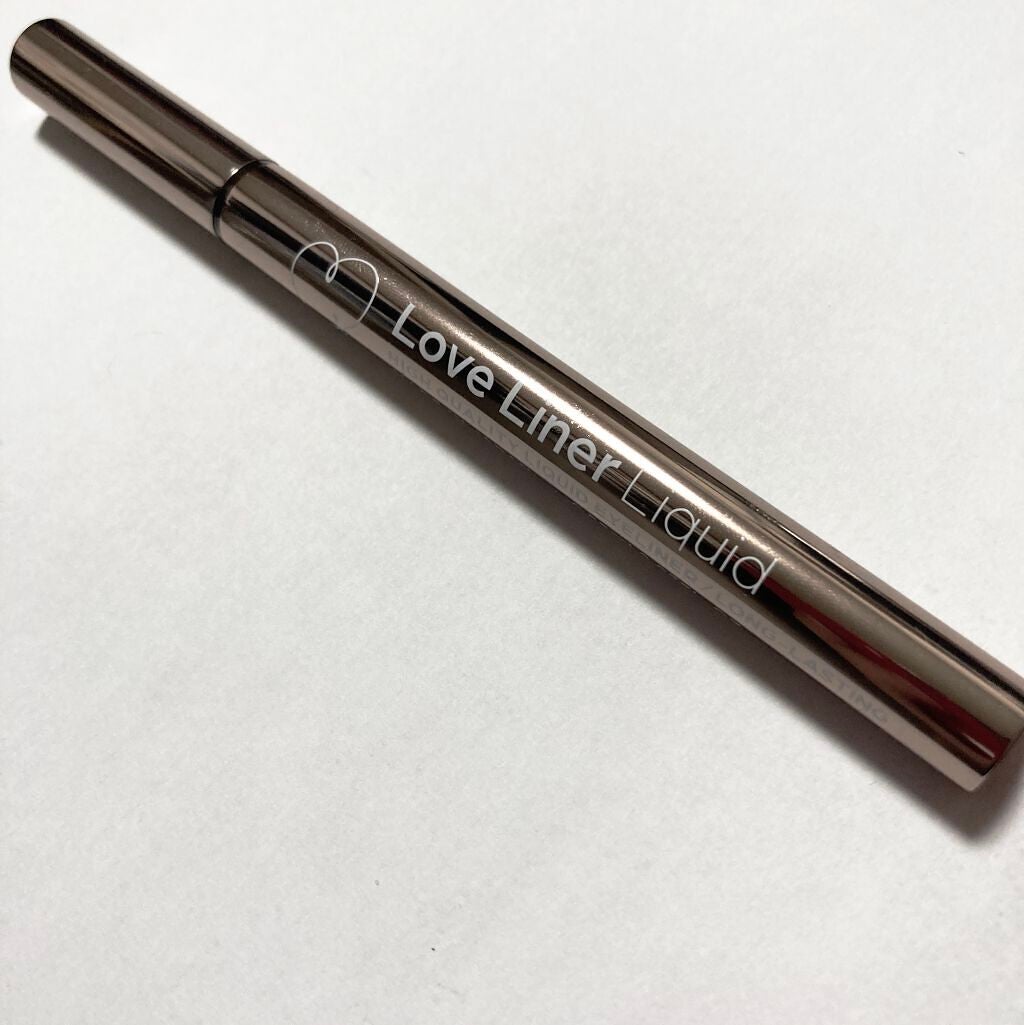 Love Liner Liquid
HIGH QUALITY LIQUID EYELINER / LONG-LASTING